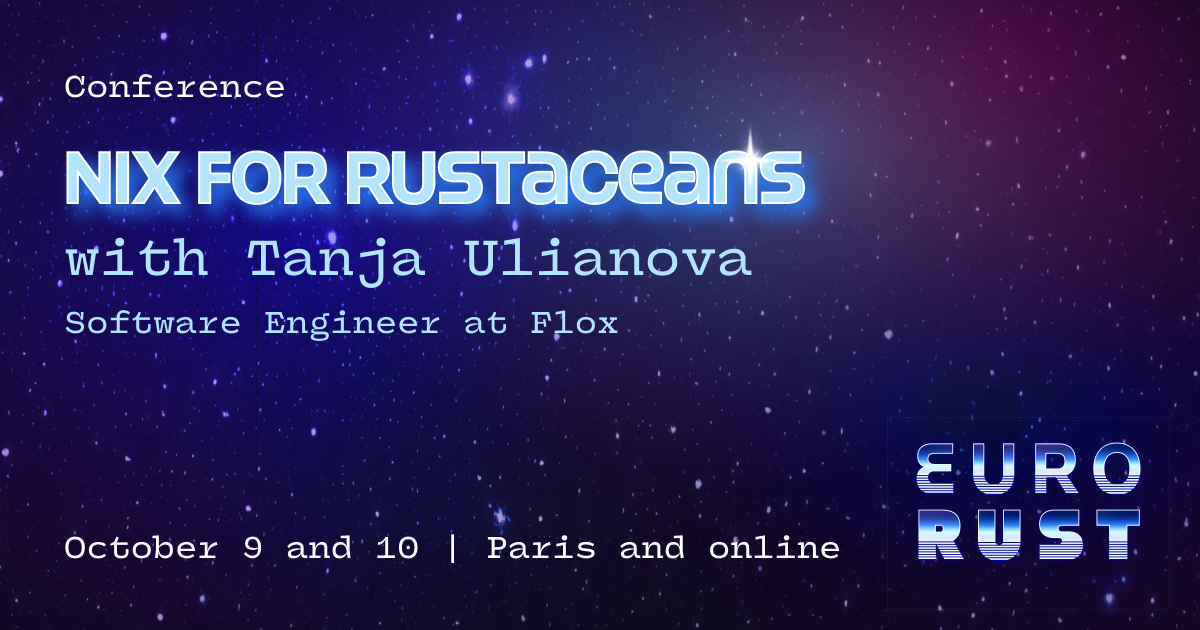 Conference
NIX FOR RUSTaceans
with Tanja Ulianova
Software Engineer at Flox
October 9 and 10 | Paris and online
EURO
RUST